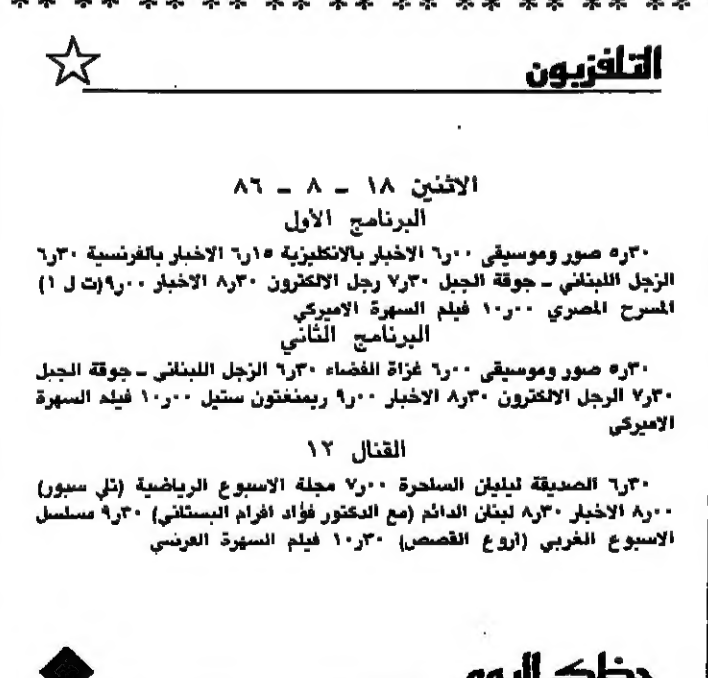 التلفزيون
الاثنين ١٨ ـ ٨ ـ ٨٦
البرنامج الأول
٥٫٣٠ صور وموسيقى ٦٫٠٠ الاخبار بالانكليزية ٦٫١٥ الاخبار بالفرنسية ٦٫٣٠
الزجل اللبناني ـ جوقة الجبل ٧٫٣٠ رجل الالكترون ٨٫٣٠ الاخبار ٩٫٠٠ (ت ل ١)
المسرح المصري ١٠٫٠٠ فيلم السهرة الاميركي
البرنامج الثاني
٥٫٣٠ صور وموسيقى ٦٫٠٠ غزاة الفضاء ٦٫٣٠ الزجل اللبناني ـ جوقة الجبل
٧٫٣٠ الرجل الالكترون ٨٫٣٠ الاخبار ٩٫٠٠ ريمنغتون ستيل ١٠٫٠٠ فيلم السهرة
الاميركي
القنال ١٢
٦٫٣٠ الصديقة ليليان الساحرة ٧٫٠٠ مجلة الاسبوع الرياضية (تلي سبور)
٨٫٠٠ الاخبار ٨٫٣٠ لبنان الدائم (مع الدكتور فؤاد افرام البستاني) ٩٫٣٠ مسلسل
الاسبوع الغربي (اروع القصص) ١٠٫٣٠ فيلم السهرة الفرنسي
حظك اليوم